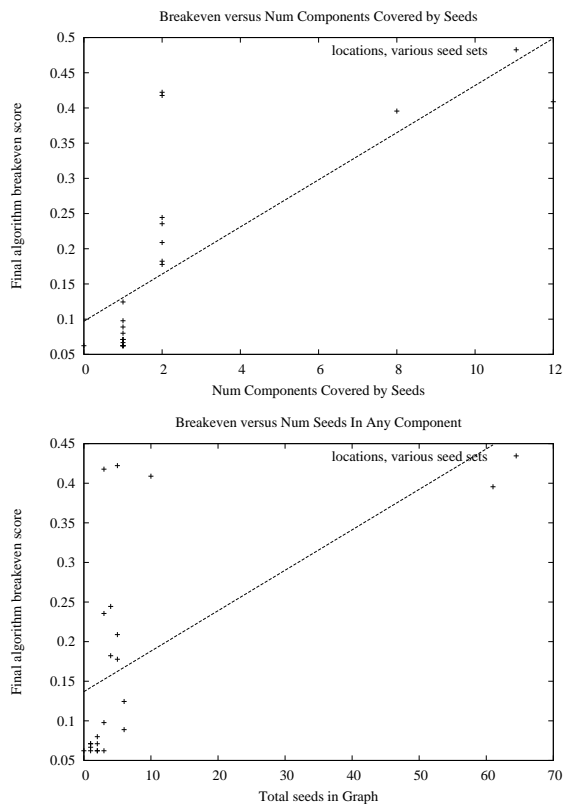 Breakeven versus Num Components Covered by Seeds
0.5
locations, various seed sets
0.45
0.4
0.35
0.3
0.25
0.2
0.15
0.1
0.05
Final algorithm breakeven score
0 2 4 6 8 10 12
Num Components Covered by Seeds
Breakeven versus Num Seeds In Any Component
0.45
locations, various seed sets
0.4
0.35
0.3
0.25
0.2
0.15
0.1
0.05
Final algorithm breakeven score
0 10 20 30 40 50 60 70
Total seeds in Graph